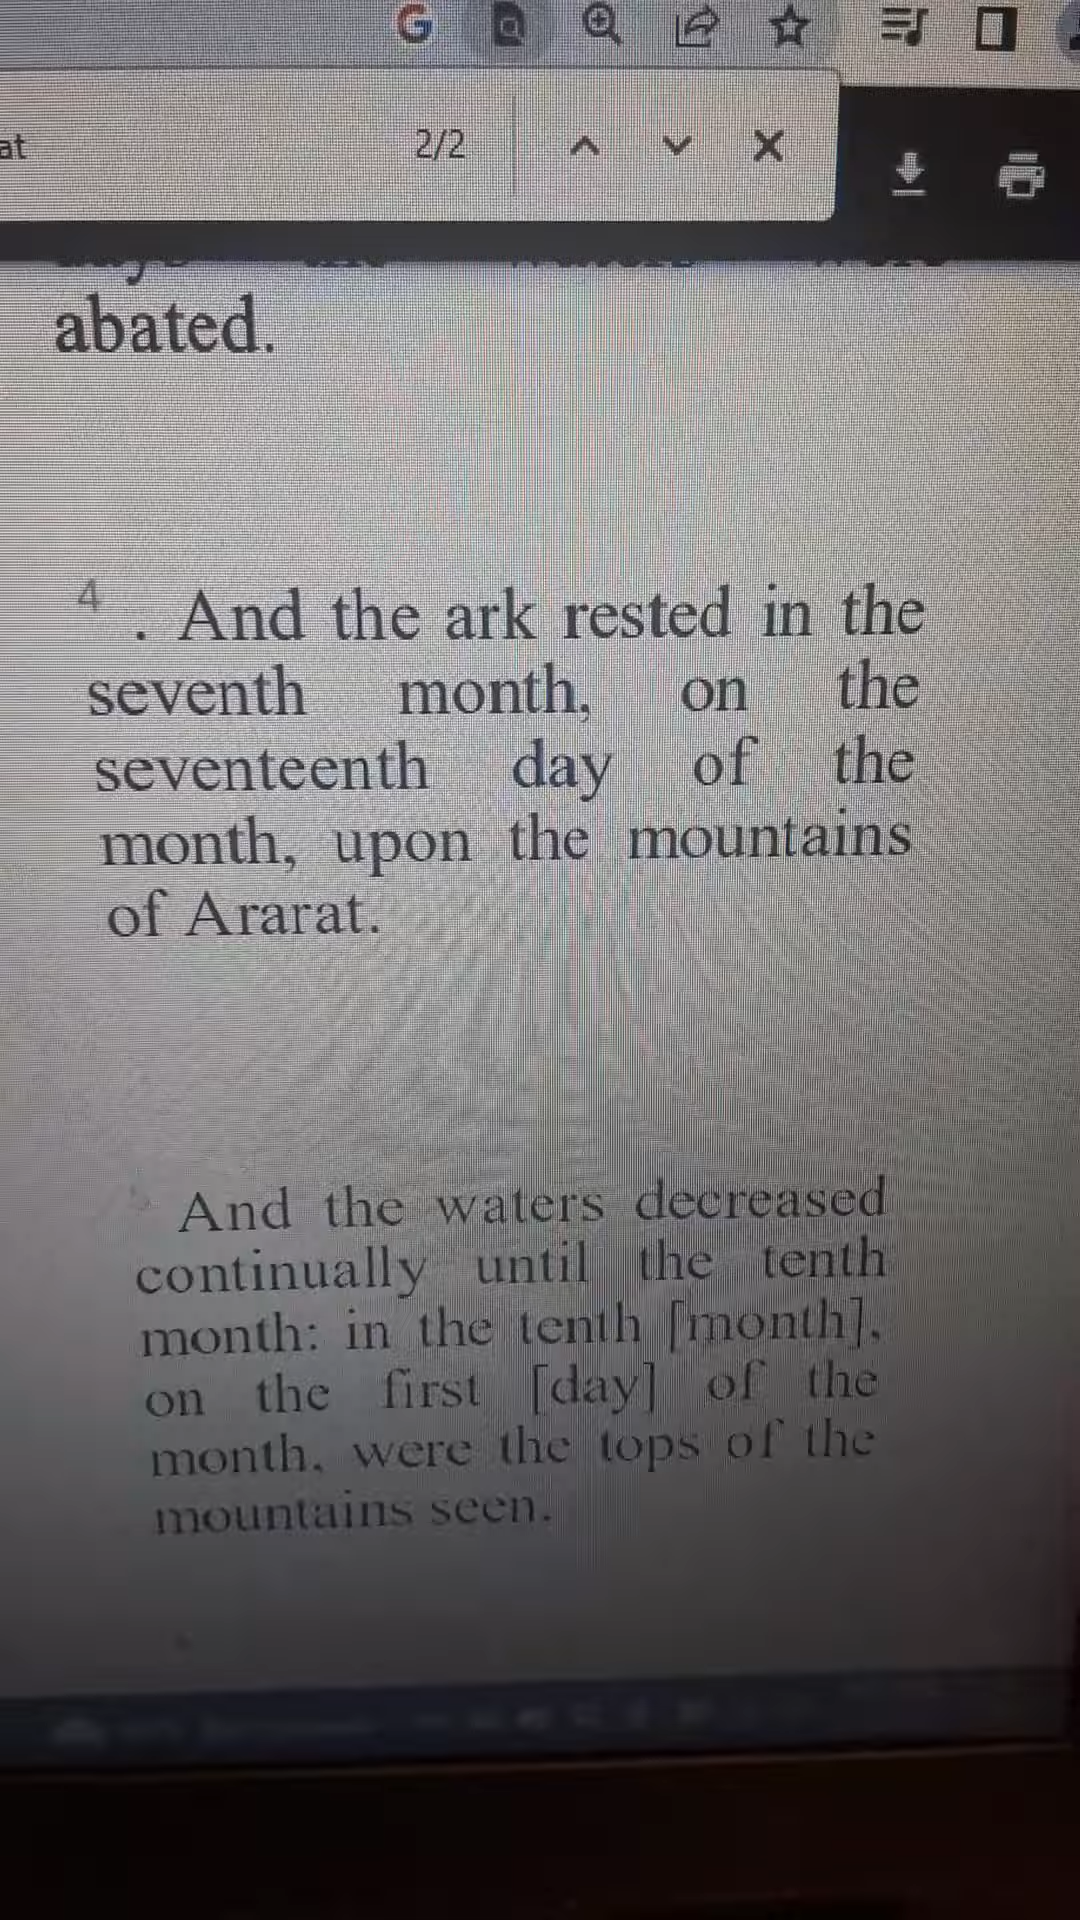 G
at
2/2
abated.
4
. And the ark rested in the
seventh month, on the
seventeenth day of the
month, upon the mountains
of Ararat.
And the waters decreased
continually until the tenth
month: in the tenth [month],
on the first [day] of the
month, were the tops of the
mountains seen.